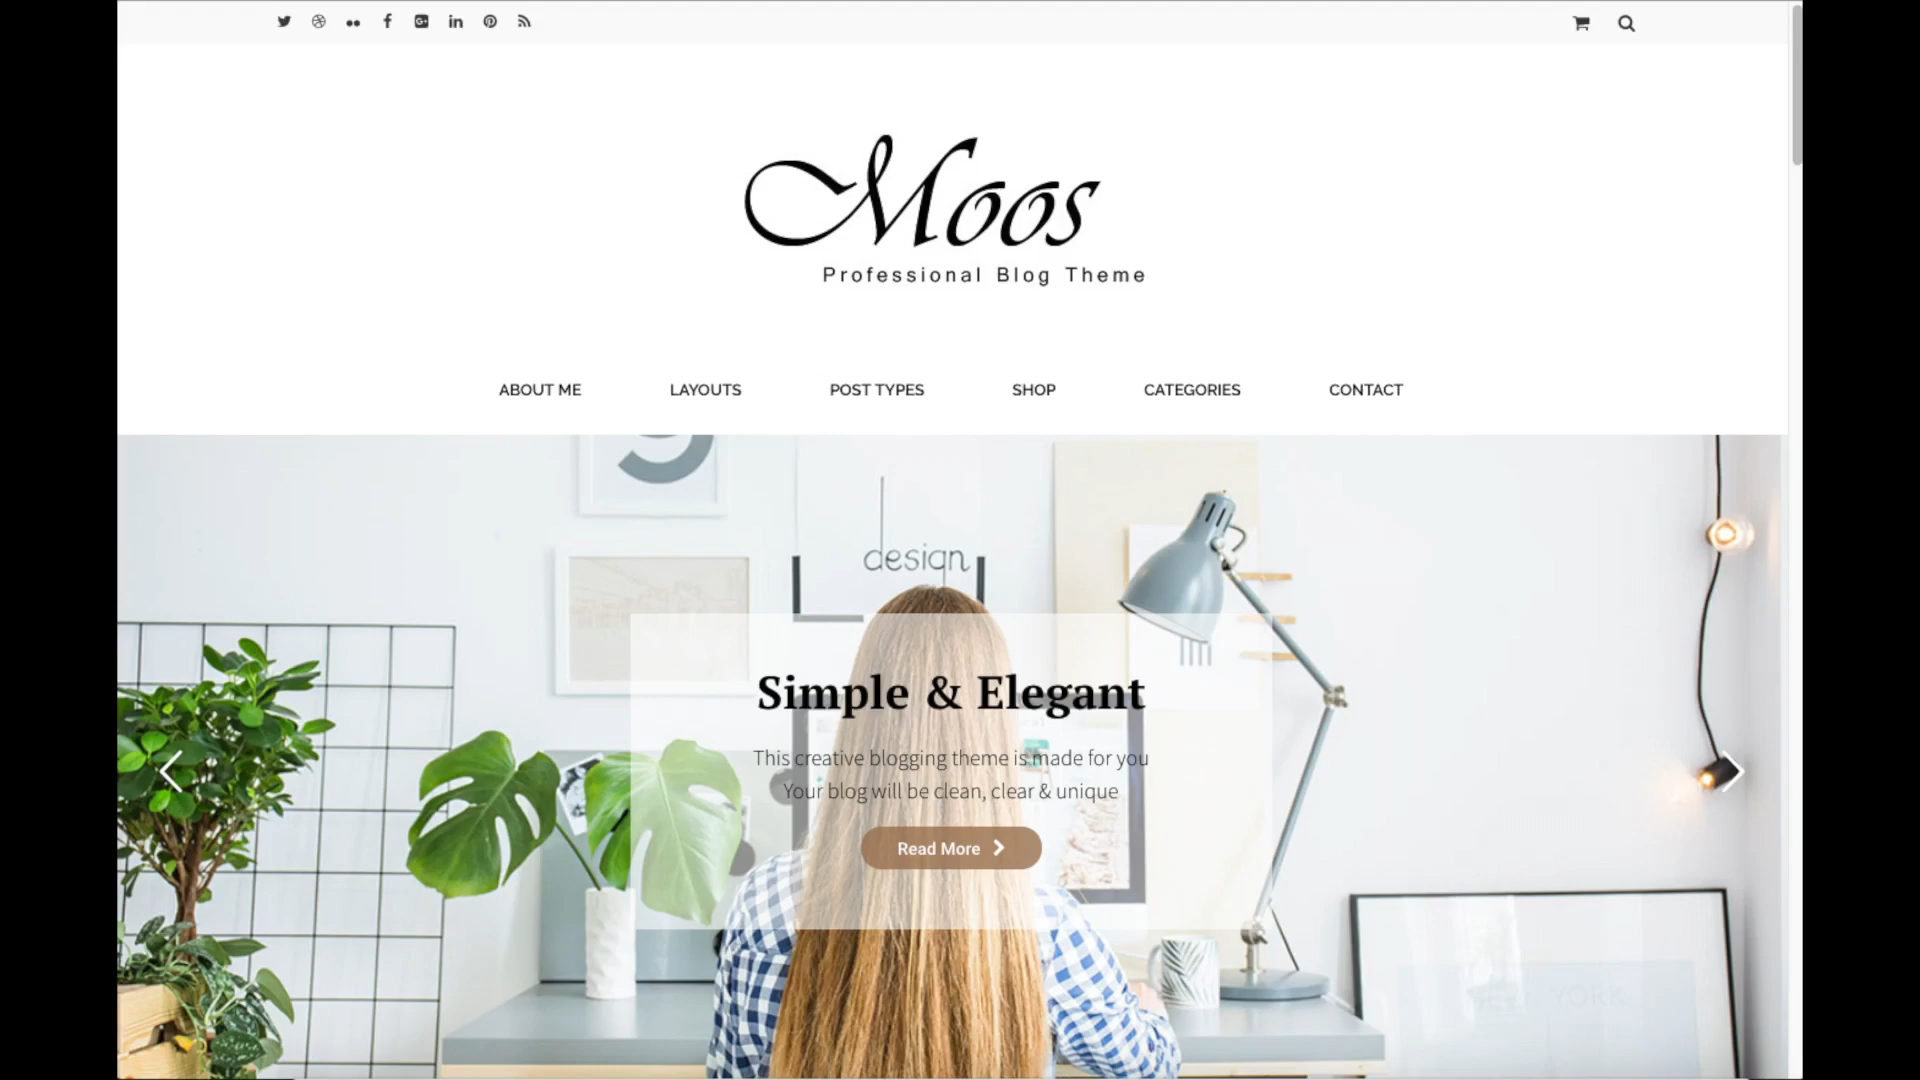 Moos
Professional Blog Theme
ABOUT ME
LAYOUTS
POST TYPES
SHOP
CATEGORIES
CONTACT
design
Simple & Elegant
This creative blogging theme is made for you
Your blog will be clean, clear & unique
Read More